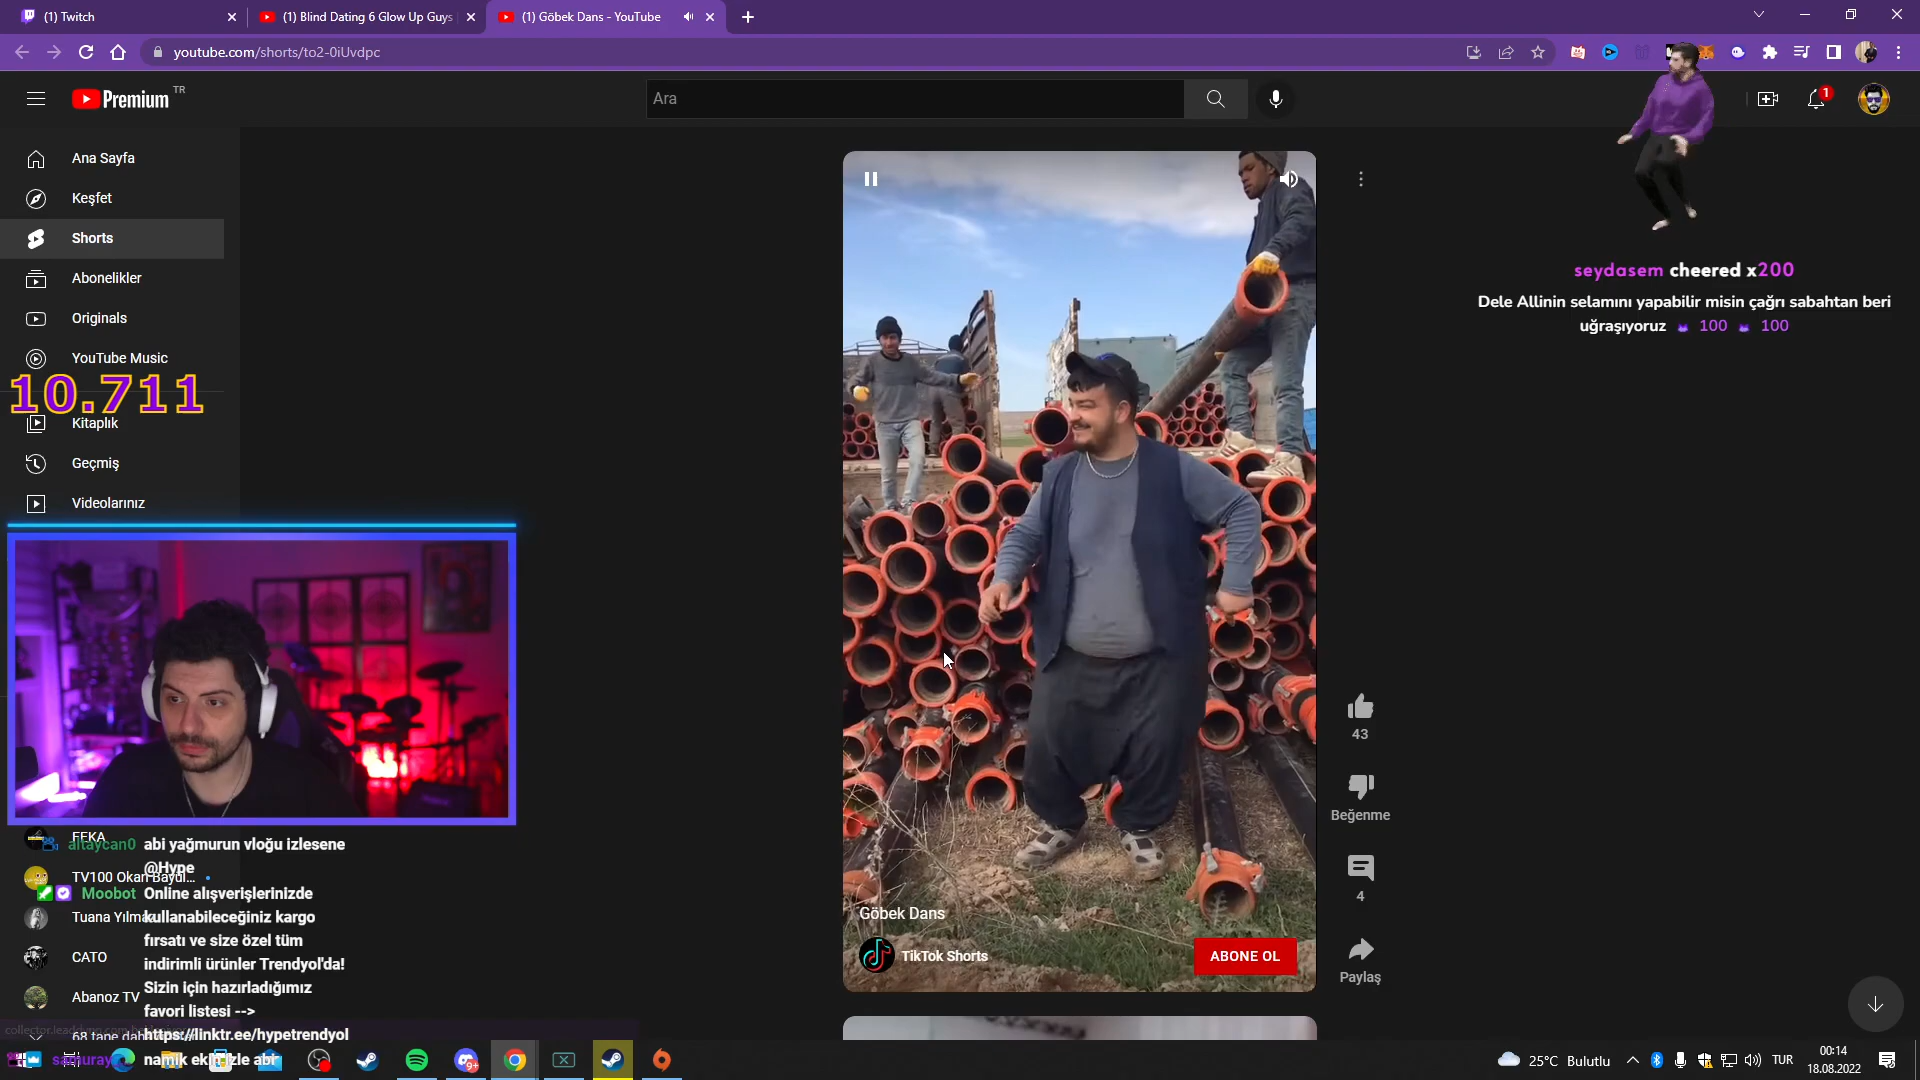 (1) Twitch
(1) Blind Dating 6 Glow Up Guys
(1) Göbek Dans - YouTube
youtube.com/shorts/to2-0iUvdpc
Premium TR
Ara
1
Ana Sayfa
Keşfet
Shorts
Abonelikler
Originals
YouTube Music
10.711
Kitaplık
Geçmiş
Videolarınız
seydasem cheered x200
Dele Allinin selamını yapabilir misin çağrı sabahtan beri
uğraşıyoruz 100 100
43
Beğenme
4
Paylaş
Göbek Dans
TikTok Shorts
ABONE OL
EFKA
altaycan0 abi yağmurun vloğu izlesene
@Hype
TV100 Okan Bayül...
Moobot Online alışverişlerinizde
Tuana Yılma
kullanabileceğiniz kargo
fırsatı ve size özel tüm
CATO
indirimli ürünler Trendyol'da!
Sizin için hazırladığımız
Abanoz TV
favori listesi -->
https://linktr.ee/hypetrendyol
68 tane daha
namık ekin izle abi
9+
25°C Bulutlu
TUR
00:14
18.08.2022